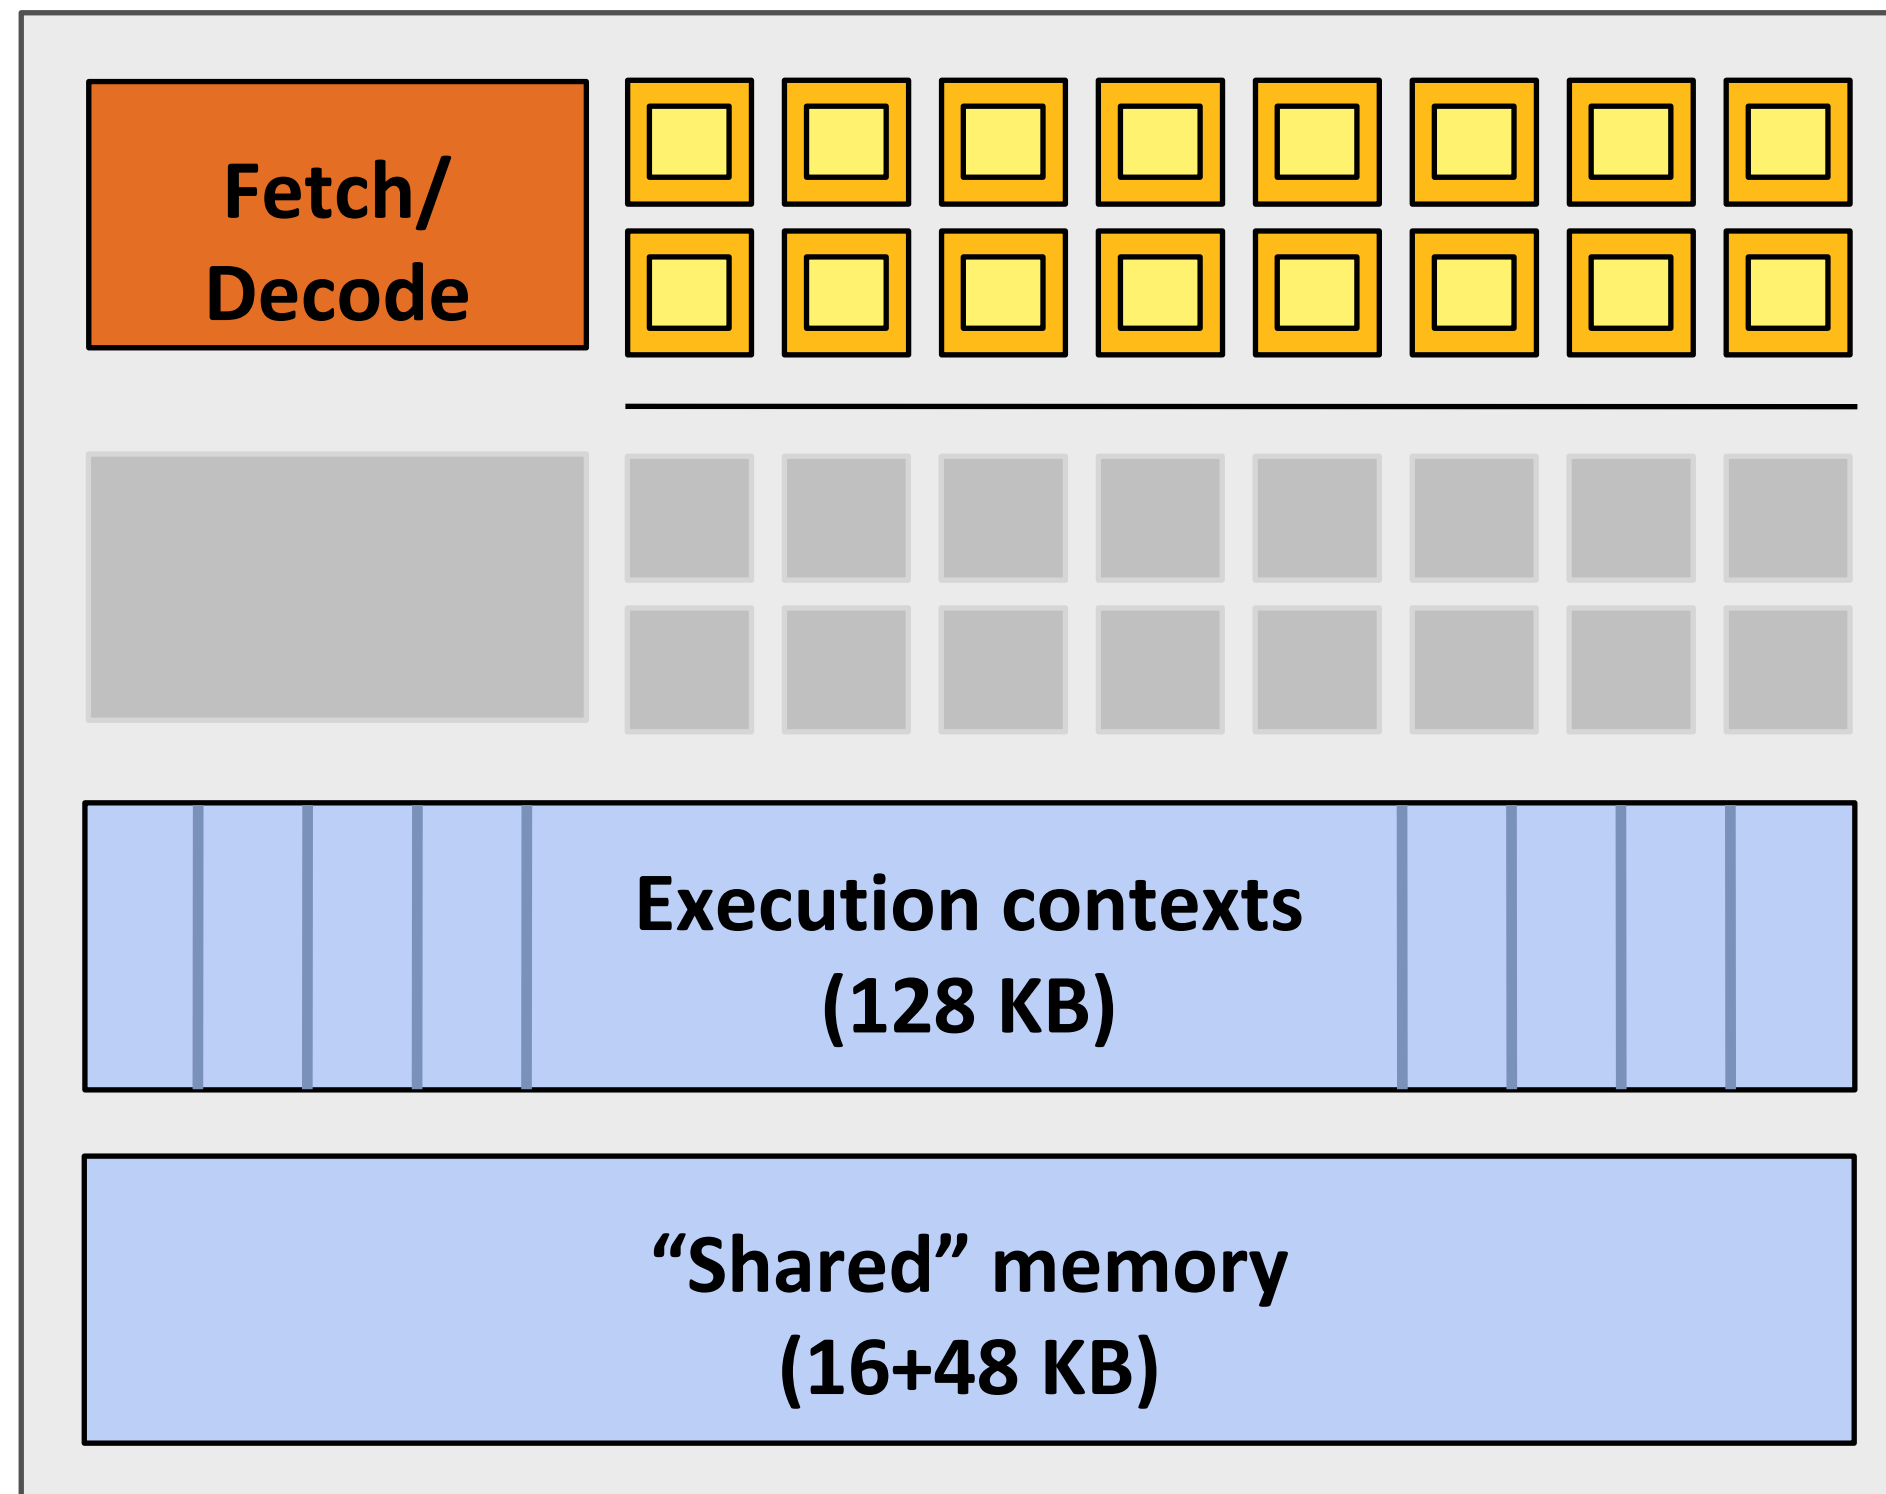 Fetch/
Decode
Execution contexts
(128 KB)
“Shared” memory
(16+48 KB)